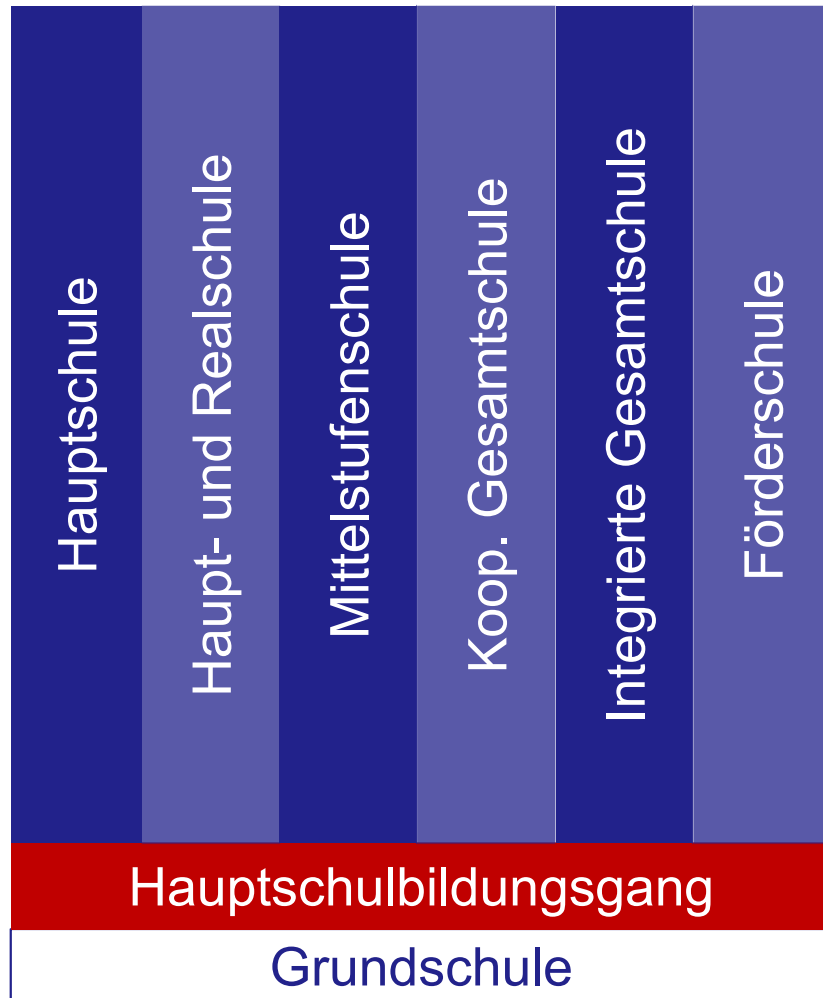 Hauptschule
Haupt- und Realschule
Mittelstufenschule
Koop. Gesamtschule
Integrierte Gesamtschule
Förderschule
Hauptschulbildungsgang
Grundschule